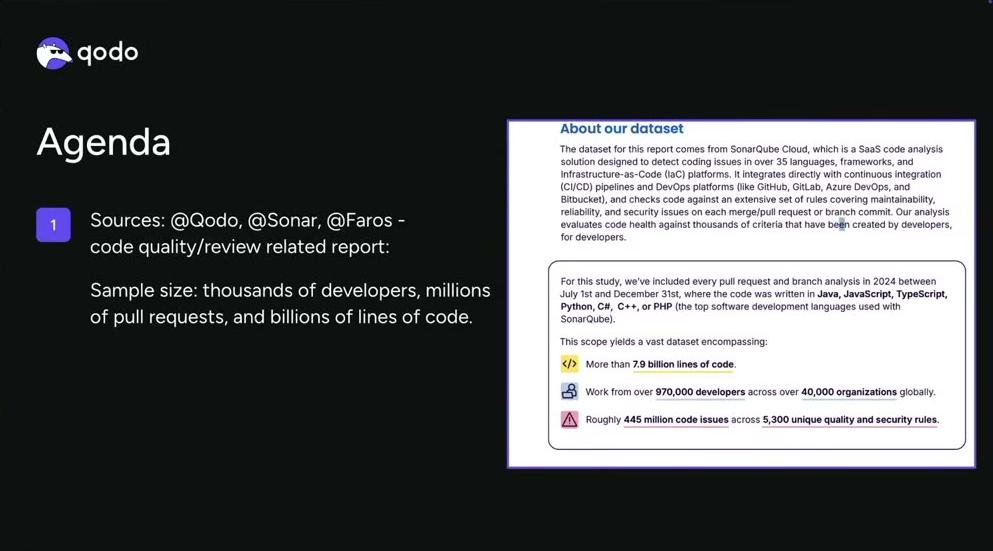 qodo
Agenda
1
Sources: @Qodo, @Sonar, @Faros -
code quality/review related report:
Sample size: thousands of developers, millions
of pull requests, and billions of lines of code.
About our dataset
The dataset for this report comes from SonarQube Cloud, which is a SaaS code analysis
solution designed to detect coding issues in over 35 languages, frameworks, and
Infrastructure-as-Code (IaC) platforms. It integrates directly with continuous integration
(CI/CD) pipelines and DevOps platforms (like GitHub, GitLab, Azure DevOps, and
Bitbucket), and checks code against an extensive set of rules covering maintainability,
reliability, and security issues on each merge/pull request or branch commit. Our analysis
evaluates code health against thousands of criteria that have been created by developers,
for developers.
For this study, we've included every pull request and branch analysis in 2024 between
July 1st and December 31st, where the code was written in Java, JavaScript, TypeScript,
Python, C#, C++, or PHP (the top software development languages used with
SonarQube).
This scope yields a vast dataset encompassing:
</> More than 7.9 billion lines of code.
Work from over 970,000 developers across over 40,000 organizations globally.
Roughly 445 million code issues across 5,300 unique quality and security rules.